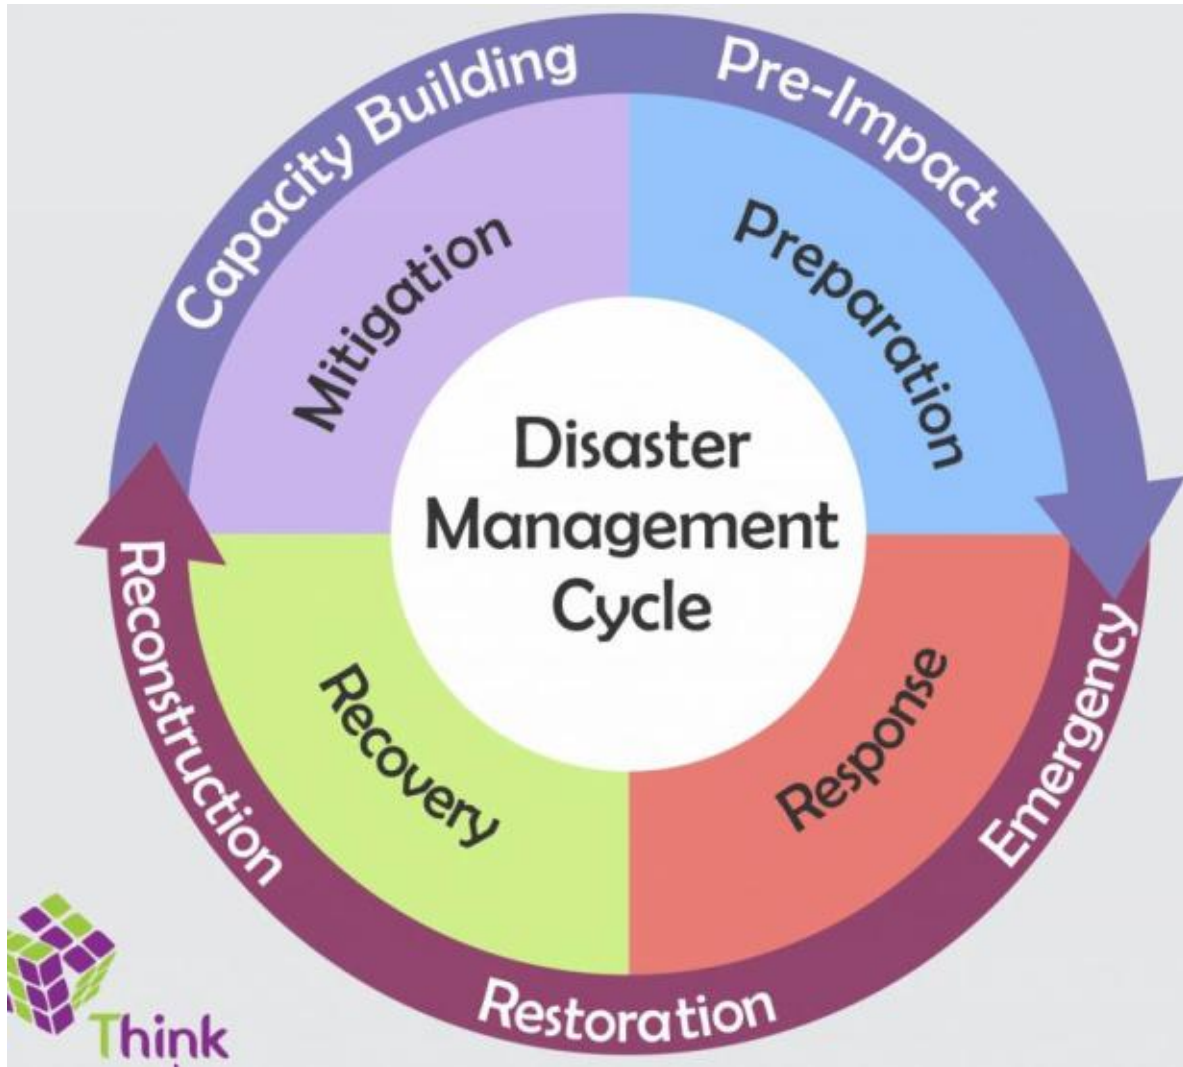 Capacity Building
Pre-Impact
Mitigation
Preparation
Disaster
Management
Cycle
Reconstruction
Recovery
Response
Emergency
Restoration
Think